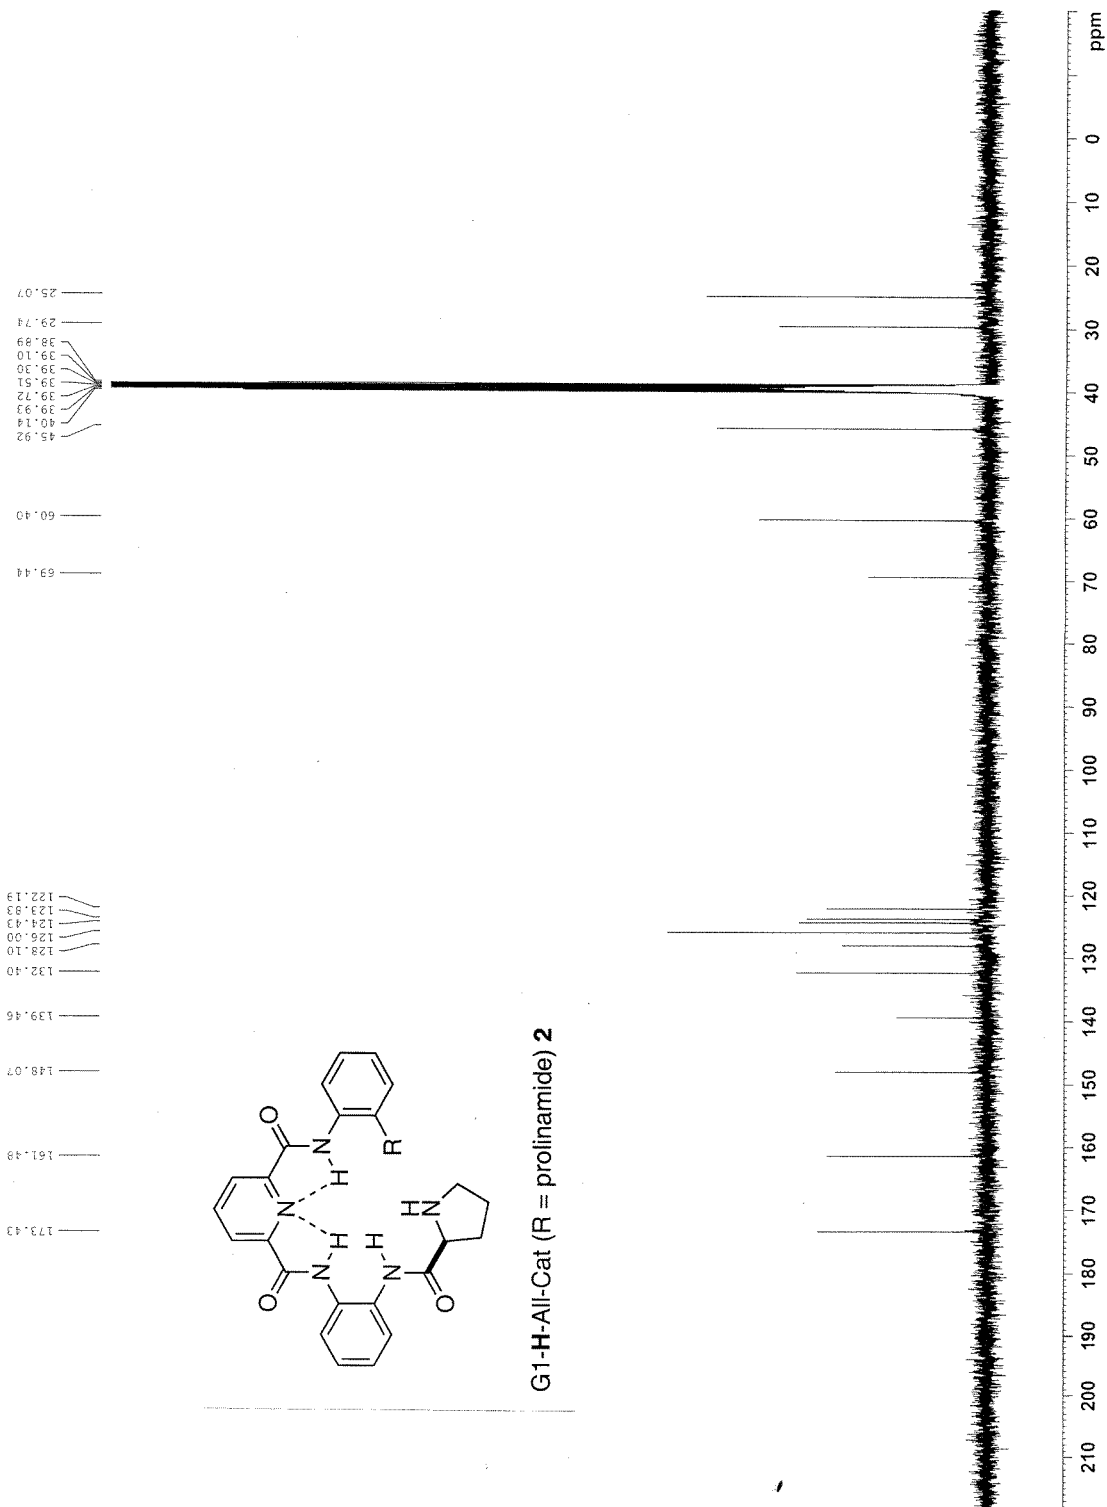 173.43
161.48
148.07
139.46
132.40
128.10
126.00
124.43
123.83
122.19
69.44
60.40
45.92
40.14
39.93
39.72
39.51
39.30
39.10
38.89
29.74
25.07
O O
N
N N
H H
H R
N H
N
O
G1-H-All-Cat (R = prolinamide) 2
210 200 190 180 170 160 150 140 130 120 110 100 90 80 70 60 50 40 30 20 10 0 ppm